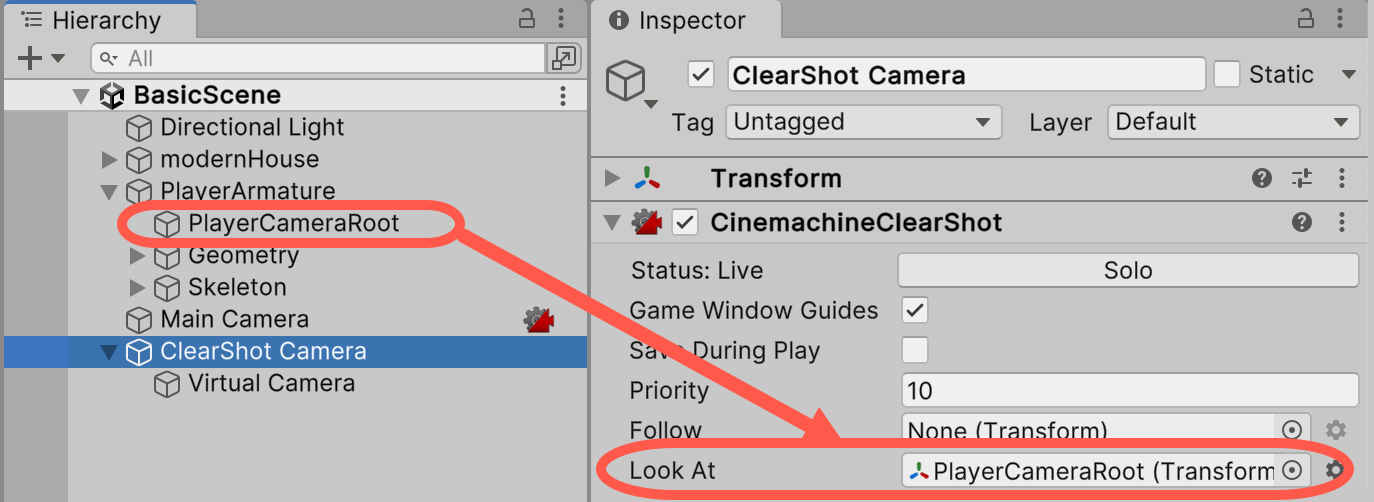 Hierarchy
All
BasicScene
Directional Light
modernHouse
PlayerArmature
PlayerCameraRoot
Geometry
Skeleton
Main Camera
ClearShot Camera
Virtual Camera
Inspector
ClearShot Camera
Static
Tag Untagged Layer Default
Transform
CinemachineClearShot
Status: Live Solo
Game Window Guides
Save During Play
Priority 10
Follow None (Transform)
Look At PlayerCameraRoot (Transform